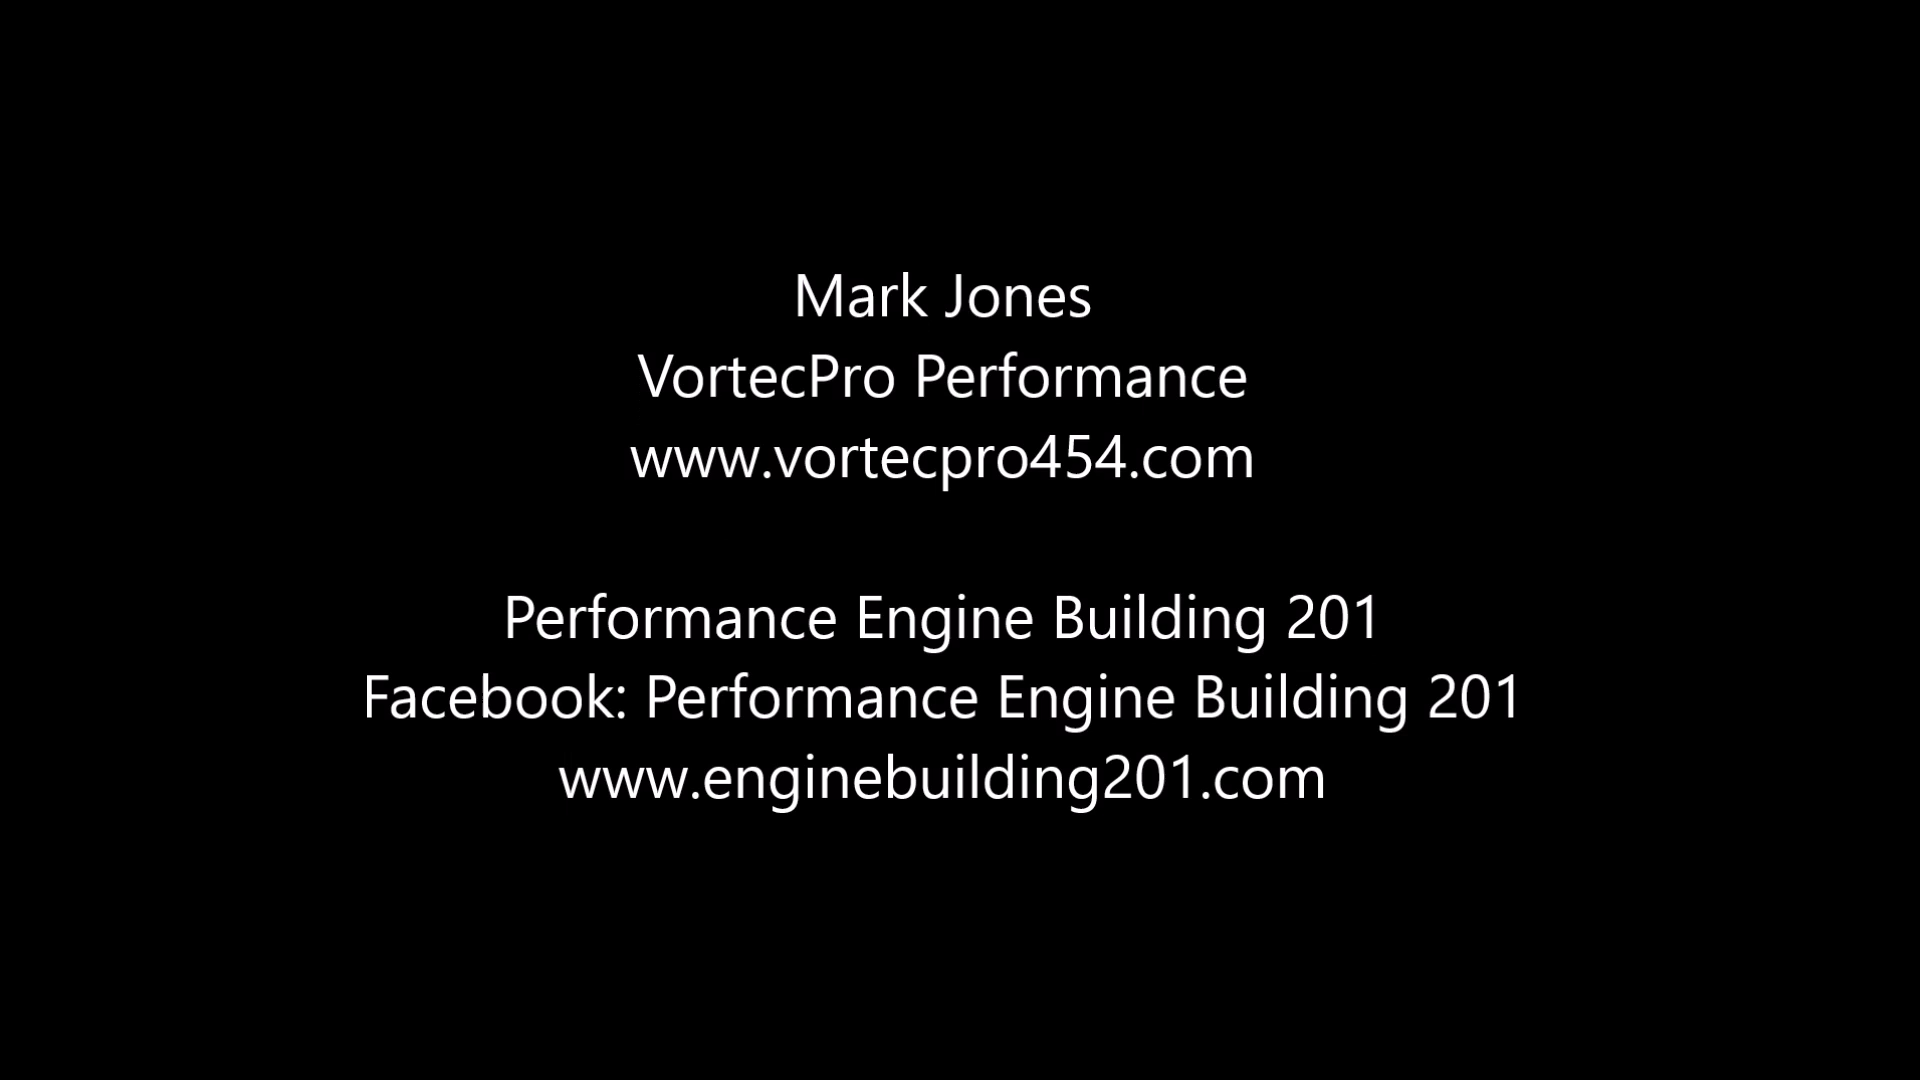 Mark Jones
VortecPro Performance
www.vortecpro454.com
Performance Engine Building 201
Facebook: Performance Engine Building 201
www.enginebuilding201.com